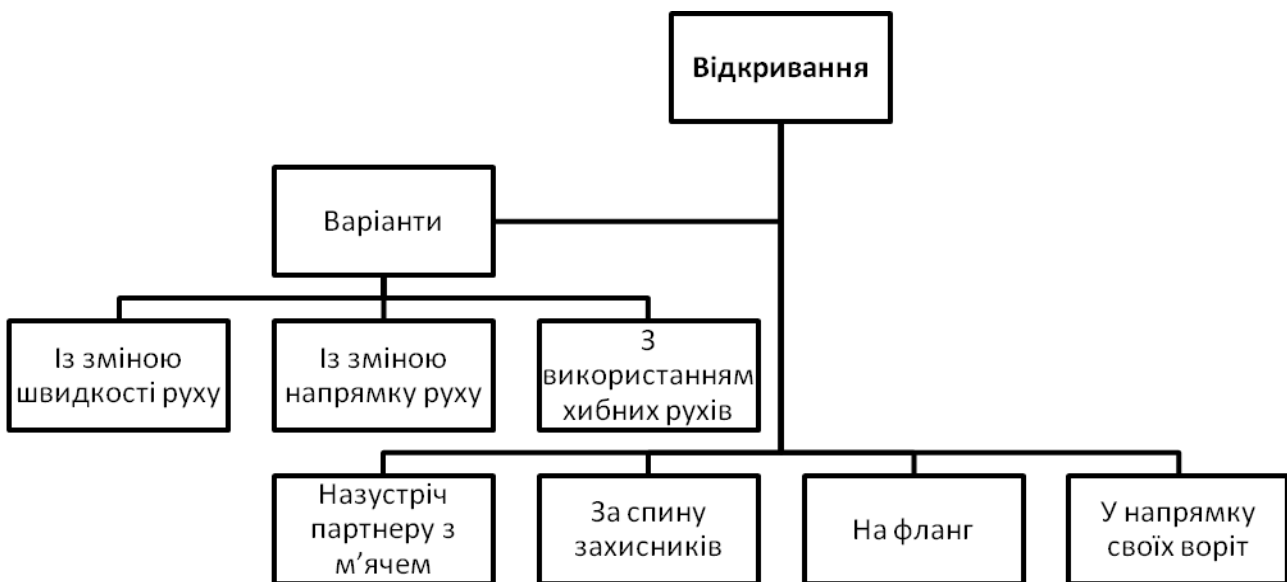 Відкривання
Варіанти
Із зміною
швидкості руху
Із зміною
напрямку руху
З
використанням
хибних рухів
Назустріч
партнеру з
м’ячем
За спину
захисників
На фланг
У напрямку
своїх воріт